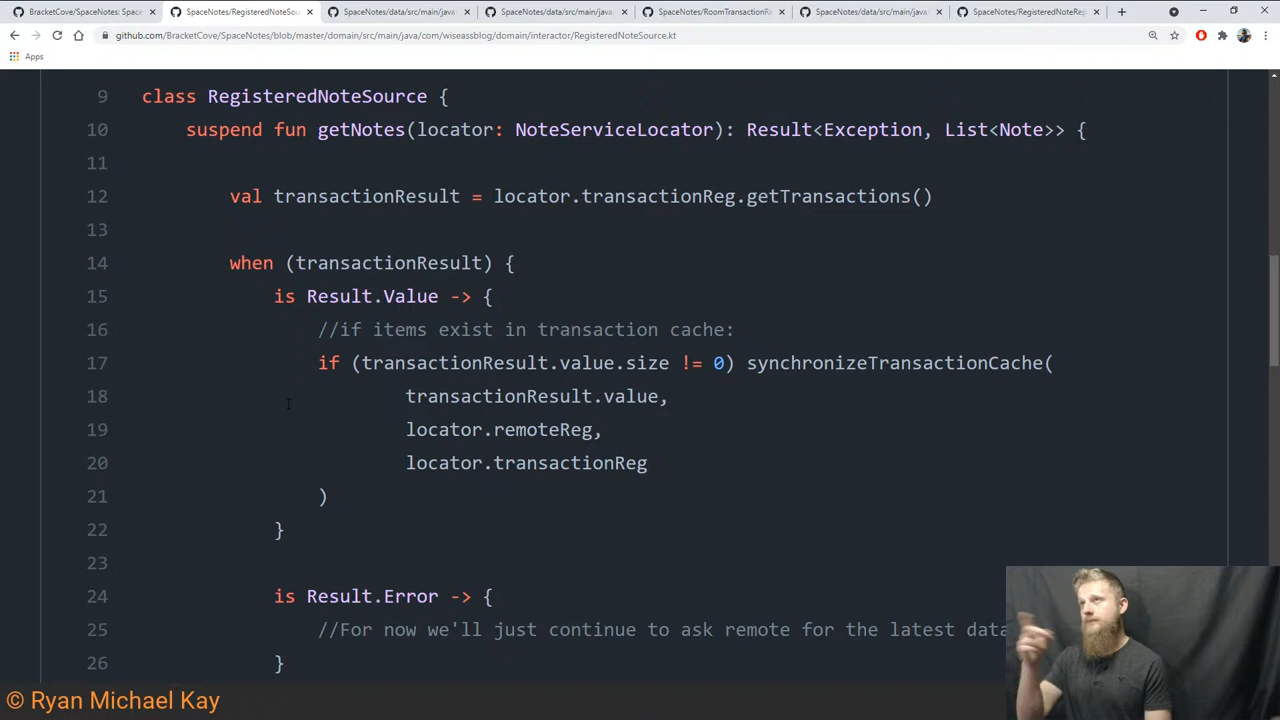 BracketCove/SpaceNotes: Spac
SpaceNotes/RegisteredNoteSou
SpaceNotes/data/src/main/java
SpaceNotes/data/src/main/java/
SpaceNotes/RoomTransactionR
SpaceNotes/data/src/main/java
SpaceNotes/RegisteredNoteRep
github.com/BracketCove/SpaceNotes/blob/master/domain/src/main/java/com/wiseassblog/domain/interactor/RegisteredNoteSource.kt
Apps
9 class RegisteredNoteSource {
10 suspend fun getNotes(locator: NoteServiceLocator): Result<Exception, List<Note>> {
11
12 val transactionResult = locator.transactionReg.getTransactions()
13
14 when (transactionResult) {
15 is Result.Value -> {
16 //if items exist in transaction cache:
17 if (transactionResult.value.size != 0) synchronizeTransactionCache(
18 transactionResult.value,
19 locator.remoteReg,
20 locator.transactionReg
21 )
22 }
23
24 is Result.Error -> {
25 //For now we'll just continue to ask remote for the latest data
26 }
© Ryan Michael Kay